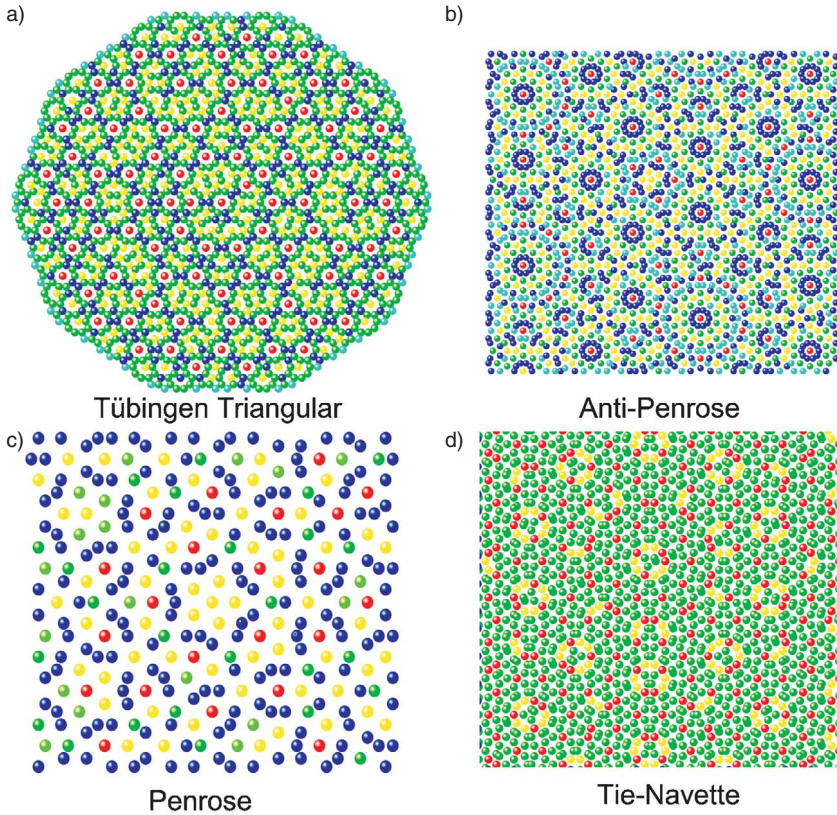 a)
b)
Tübingen Triangular
Anti-Penrose
c)
d)
Penrose
Tie-Navette